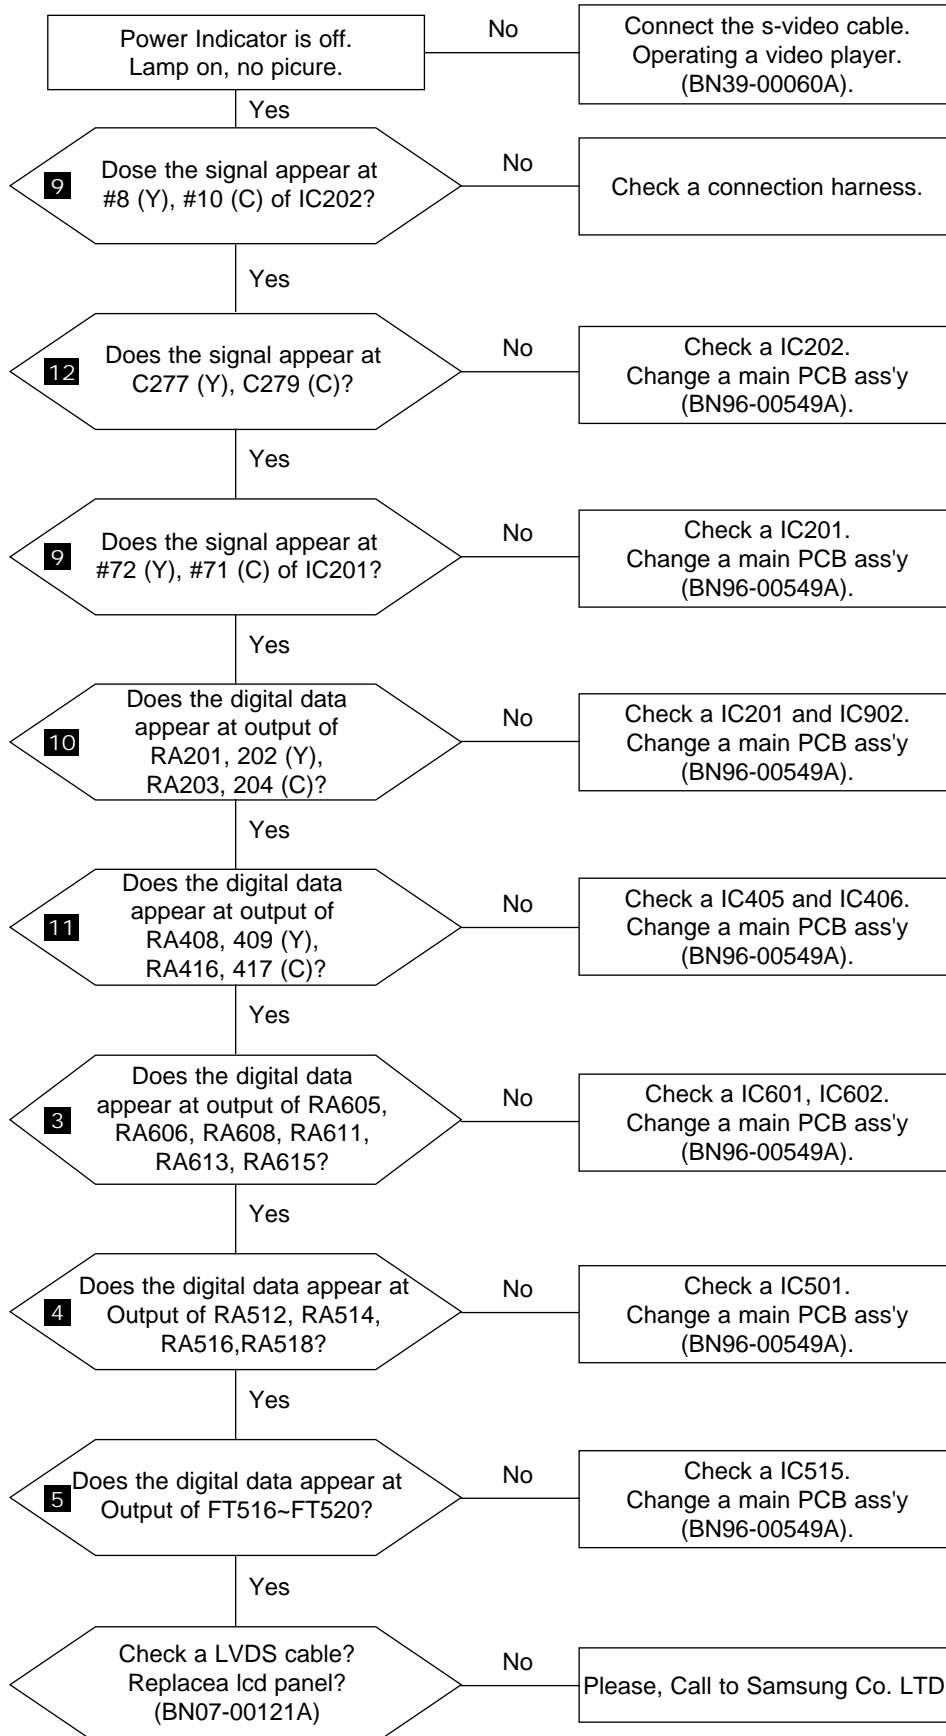 Power Indicator is off.
Lamp on, no picure.
No
Connect the s-video cable.
Operating a video player.
(BN39-00060A).
Yes
9
Dose the signal appear at
#8 (Y), #10 (C) of IC202?
No
Check a connection harness.
Yes
12
Does the signal appear at
C277 (Y), C279 (C)?
No
Check a IC202.
Change a main PCB ass'y
(BN96-00549A).
Yes
9
Does the signal appear at
#72 (Y), #71 (C) of IC201?
No
Check a IC201.
Change a main PCB ass'y
(BN96-00549A).
Yes
10
Does the digital data
appear at output of
RA201, 202 (Y),
RA203, 204 (C)?
No
Check a IC201 and IC902.
Change a main PCB ass'y
(BN96-00549A).
Yes
11
Does the digital data
appear at output of
RA408, 409 (Y),
RA416, 417 (C)?
No
Check a IC405 and IC406.
Change a main PCB ass'y
(BN96-00549A).
Yes
3
Does the digital data
appear at output of RA605,
RA606, RA608, RA611,
RA613, RA615?
No
Check a IC601, IC602.
Change a main PCB ass'y
(BN96-00549A).
Yes
4
Does the digital data appear at
Output of RA512, RA514,
RA516,RA518?
No
Check a IC501.
Change a main PCB ass'y
(BN96-00549A).
Yes
5
Does the digital data appear at
Output of FT516~FT520?
No
Check a IC515.
Change a main PCB ass'y
(BN96-00549A).
Yes
Check a LVDS cable?
Replacea lcd panel?
(BN07-00121A)
No
Please, Call to Samsung Co. LTD